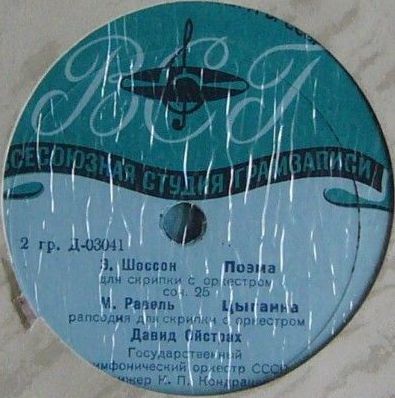 ВСГ
ВСЕСОЮЗНАЯ СТУДИЯ ГРАМЗАПИСИ
2 гр. Д-03041
Э. Шоссон Поэма
для скрипки с оркестром
соч. 25
М. Равель Цыганка
рапсодия для скрипки с оркестром
Давид Ойстрах
Государственный
симфонический оркестр СССР
К. П.